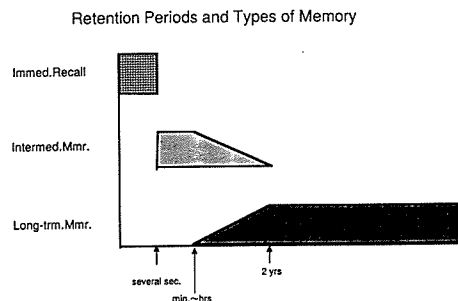 Retention Periods and Types of Memory
Immed.Recall
Intermed.Mmr.
Long-trm.Mmr.
several sec.
min.~hrs
2 yrs